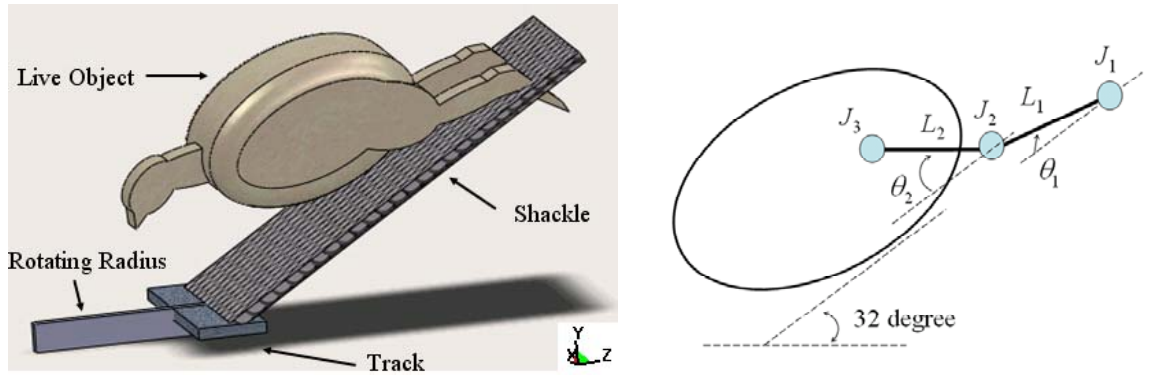 Live Object
Shackle
Rotating Radius
Track
Y
X
Z
J₁
L₁
J₂
L₂
J₃
θ₁
θ₂
32 degree